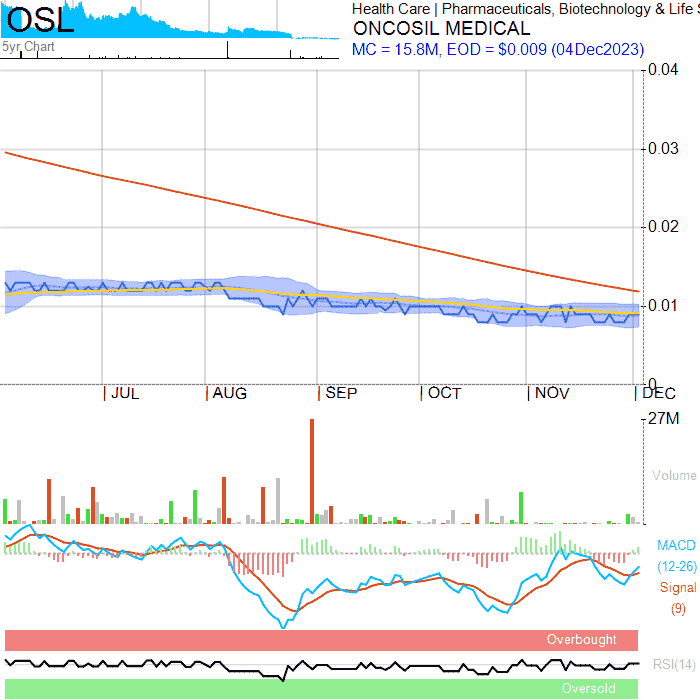 OSL
5yr Chart
Health Care | Pharmaceuticals, Biotechnology & Life S
ONCOSIL MEDICAL
MC = 15.8M, EOD = $0.009 (04Dec2023)
0.04
0.03
0.02
0.01
0
JUL
AUG
SEP
OCT
NOV
DEC
27M
Volume
MACD
(12-26)
Signal
(9)
Overbought
RSI(14)
Oversold